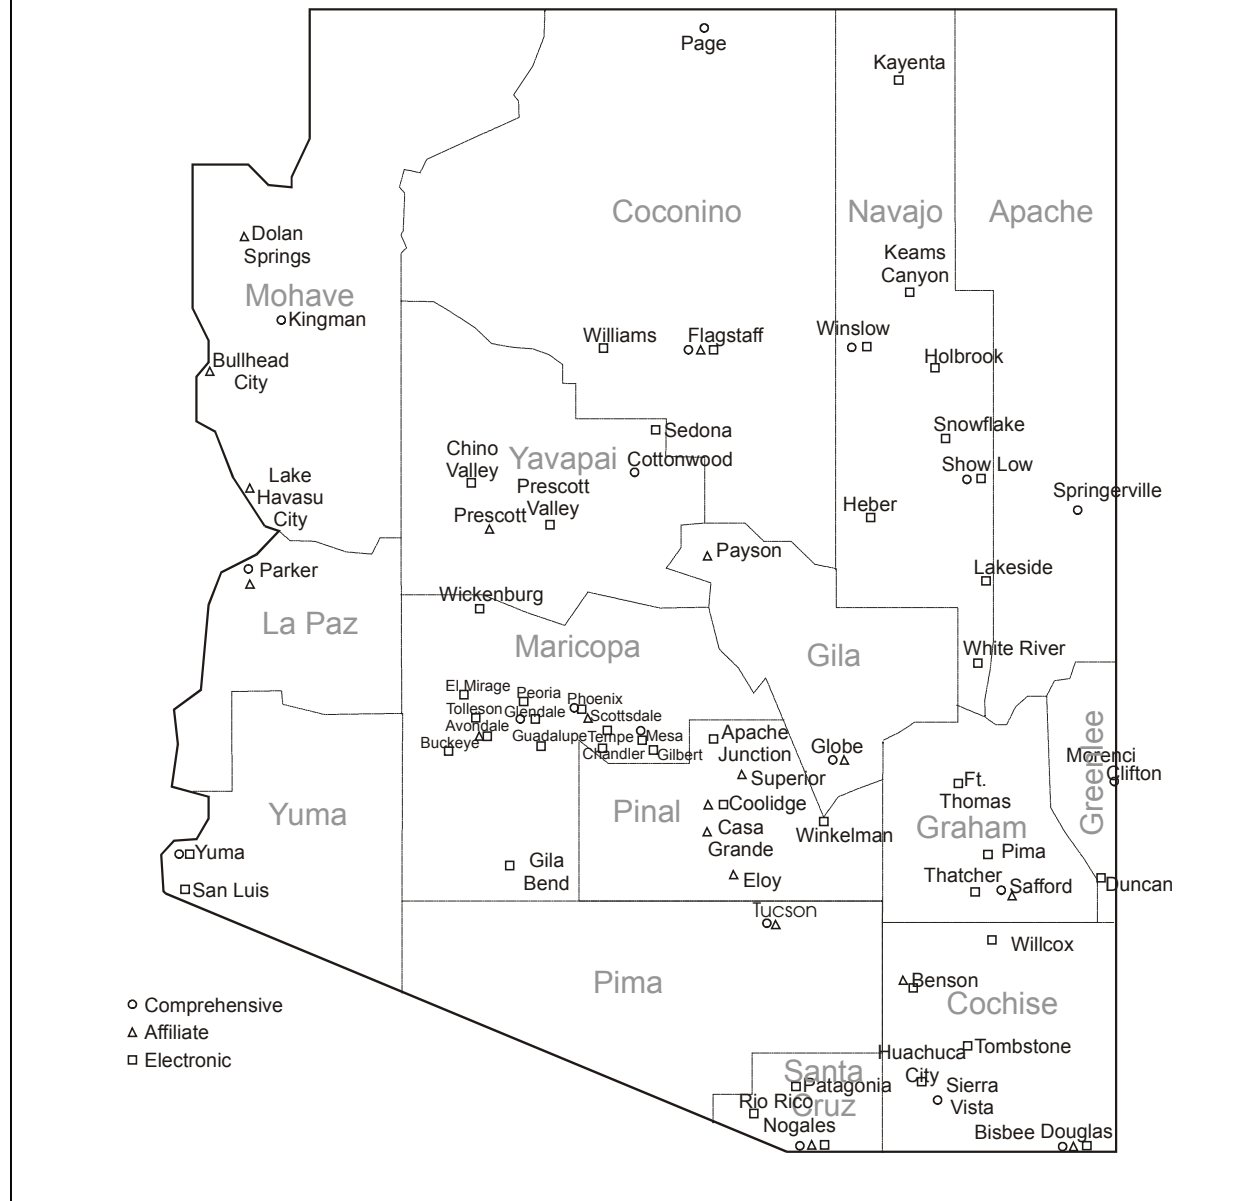 Page
Kayenta
Coconino
Navajo
Apache
Dolan
Springs
Keams
Canyon
Mohave
Kingman
Williams
Flagstaff
Winslow
Bullhead
City
Holbrook
Snowflake
Sedona
Chino
Valley
Yavapai
Cottonwood
Show Low
Lake
Havasu
City
Prescott
Valley
Prescott
Springerville
Heber
Payson
Parker
Lakeside
Wickenburg
La Paz
Maricopa
Gila
White River
El Mirage
Peoria
Phoenix
Tolleson
Glendale
Scottsdale
Avondale
Guadalupe
Tempe
Mesa
Buckeye
Chandler
Gilbert
Apache
Junction
Globe
Superior
Morenci
Clifton
Greenlee
Ft.
Thomas
Yuma
Pinal
Coolidge
Casa
Grande
Winkelman
Graham
Yuma
San Luis
Gila
Bend
Eloy
Pima
Thatcher
Safford
Duncan
Tucson
Willcox
Pima
Benson
Cochise
Comprehensive
Affiliate
Electronic
Huachuca
City
Tombstone
Santa
Cruz
Patagonia
Sierra
Vista
Rio Rico
Nogales
Bisbee
Douglas